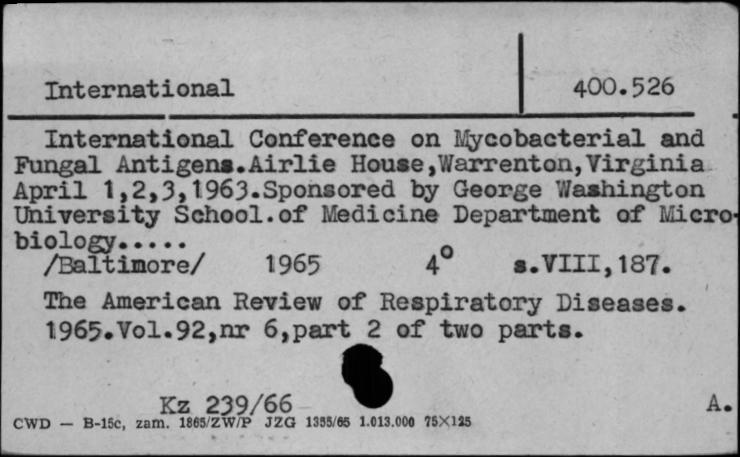 International 400.526
International Conference on Mycobacterial and
Fungal Antigens.Airlie House,Warrenton,Virginia
April 1,2,3,1963.Sponsored by George Washington
University School.of Medicine Department of Micro-
biology.....
/Baltimore/ 1965 4° s.VIII,187.
The American Review of Respiratory Diseases.
1965.Vol.92,nr 6,part 2 of two parts.
Kz 239/66 A.
CWD — B-15c, zam. 1865/ZW/P JZG 1355/65 1.013.000 75×125